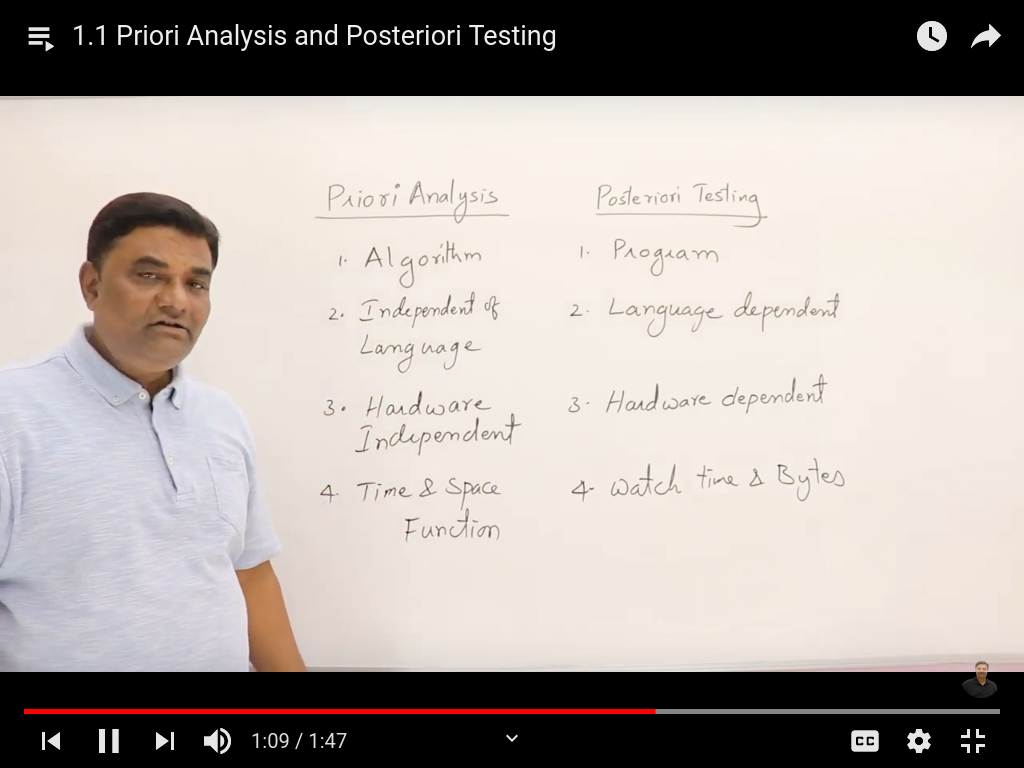 1.1 Priori Analysis and Posteriori Testing
Priori Analysis
1. Algorithm
2. Independent of
Language
3. Hardware
Independent
4. Time & Space
Function
Posteriori Testing
1. Program
2. Language dependent
3. Hardware dependent
4. Watch time & Bytes
1:09 / 1:47
CC